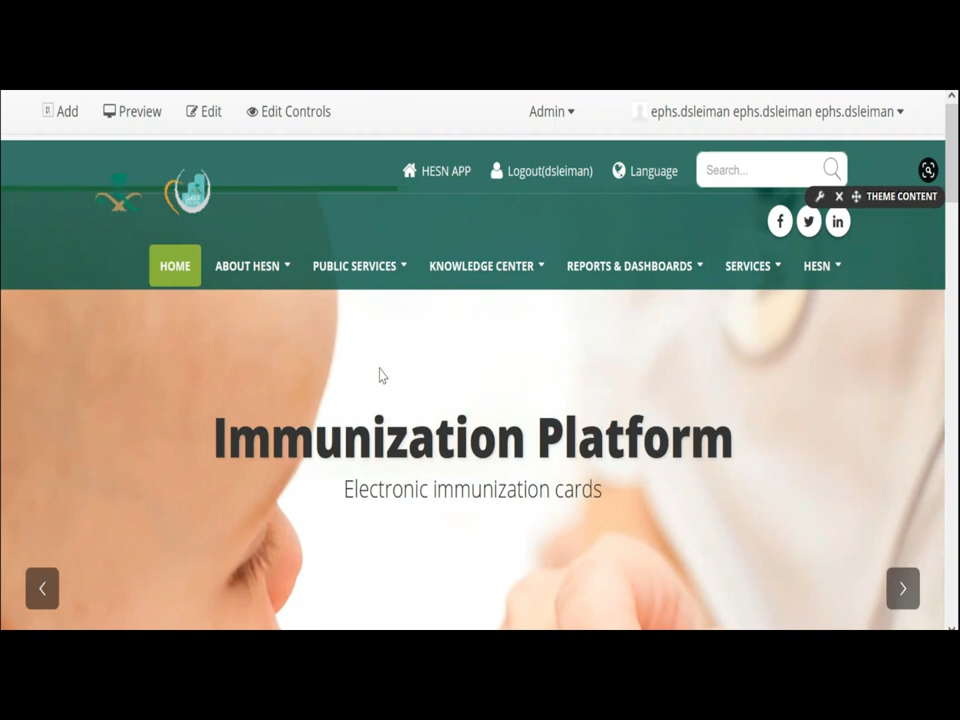 Add Preview Edit Edit Controls Admin ephs.dsleiman ephs.dsleiman ephs.dsleiman
HESN APP Logout(dsleiman) Language Search...
THEME CONTENT
HOME ABOUT HESN PUBLIC SERVICES KNOWLEDGE CENTER REPORTS & DASHBOARDS SERVICES HESN
Immunization Platform
Electronic immunization cards